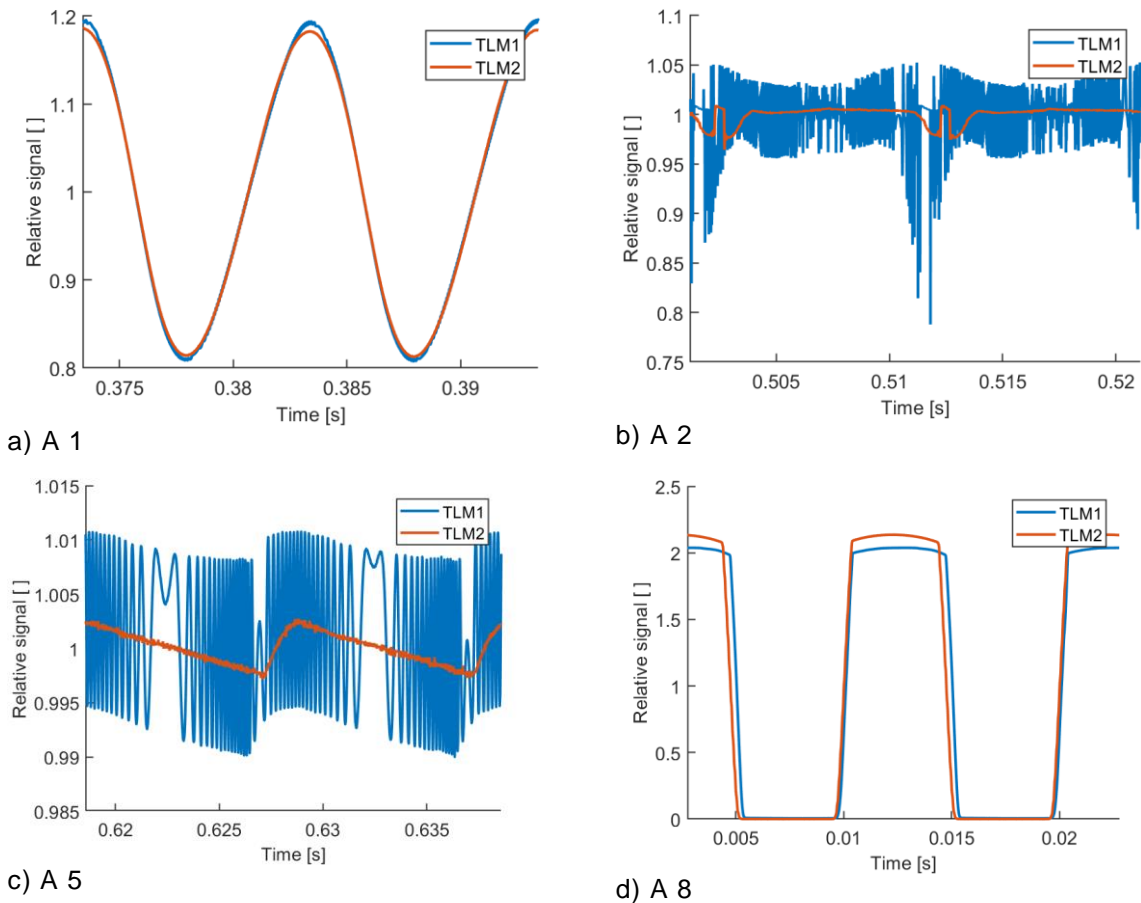 1.2
1.1
1
0.9
0.8
Relative signal [ ]
0.375 0.38 0.385 0.39
Time [s]
TLM1
TLM2
a) A 1
1.1
1.05
1
0.95
0.9
0.85
0.8
0.75
Relative signal [ ]
0.505 0.51 0.515 0.52
Time [s]
TLM1
TLM2
b) A 2
1.015
1.01
1.005
1
0.995
0.99
0.985
Relative signal [ ]
0.62 0.625 0.63 0.635
Time [s]
TLM1
TLM2
c) A 5
2.5
2
1.5
1
0.5
0
Relative signal [ ]
0.005 0.01 0.015 0.02
Time [s]
TLM1
TLM2
d) A 8